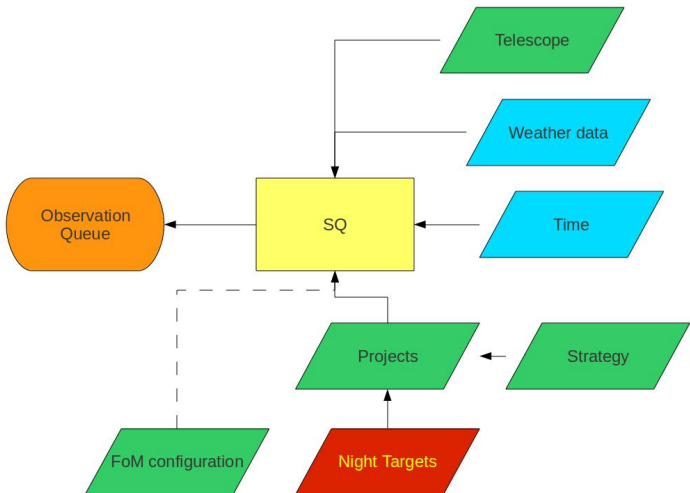 Telescope
Weather data
Observation
Queue
SQ
Time
Projects
Strategy
FoM configuration
Night Targets